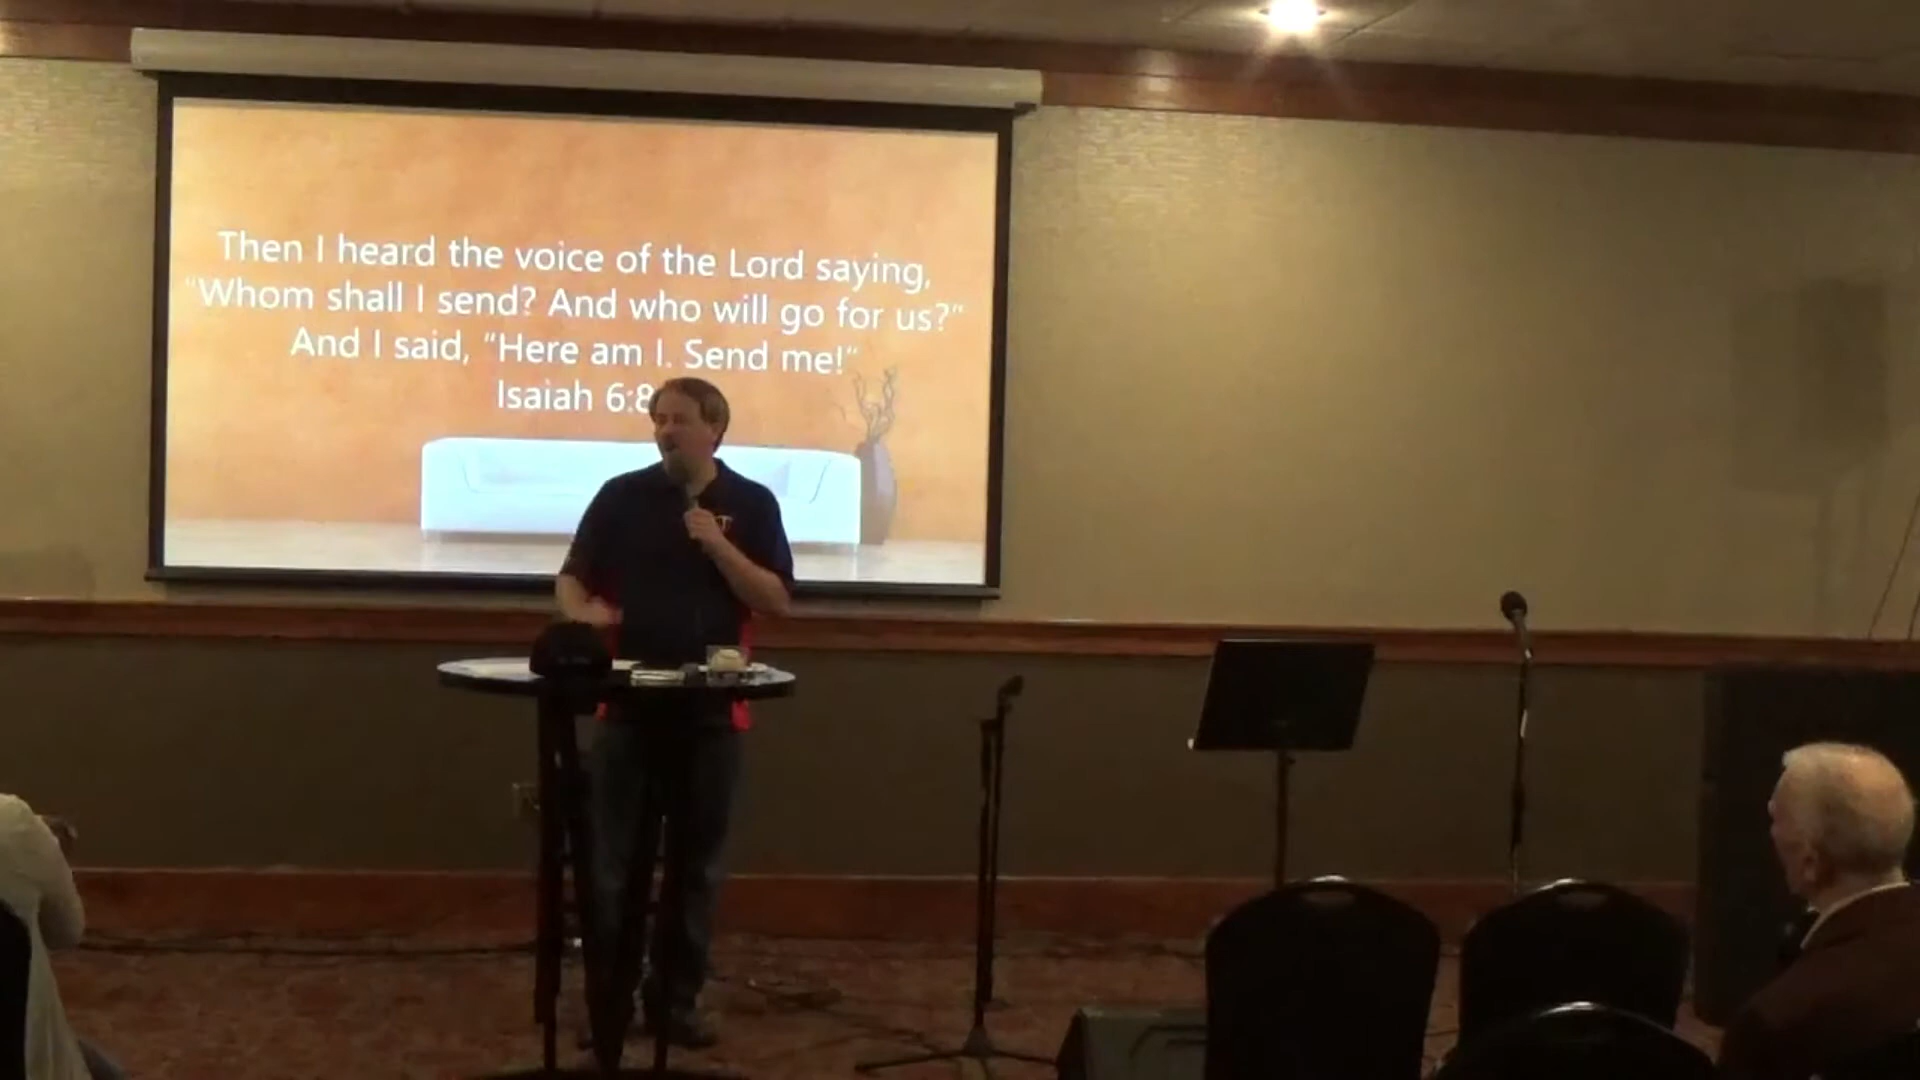 Then I heard the voice of the Lord saying,
"Whom shall I send? And who will go for us?"
And I said, "Here am I. Send me!"
Isaiah 6:8